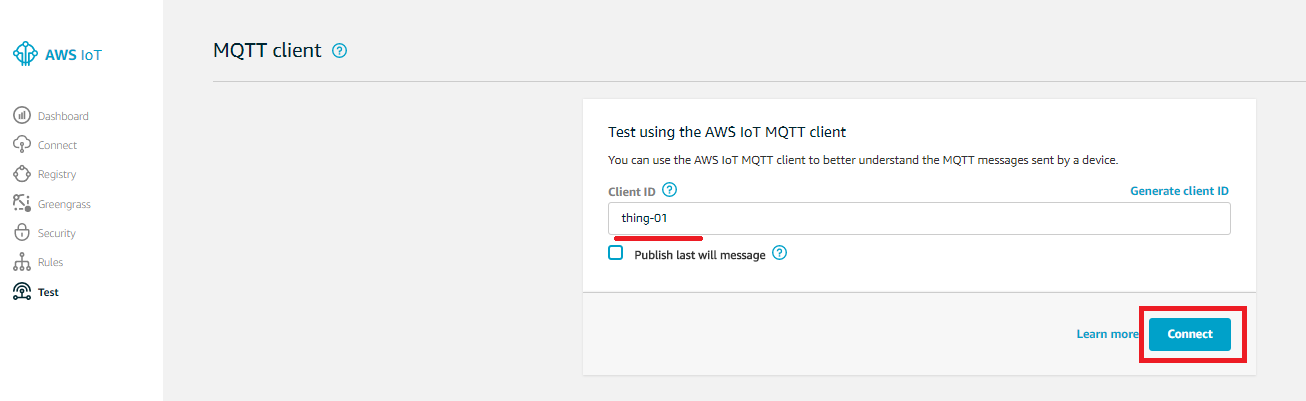 AWS IoT
Dashboard
Connect
Registry
Greengrass
Security
Rules
Test
MQTT client ?
Test using the AWS IoT MQTT client
You can use the AWS IoT MQTT client to better understand the MQTT messages sent by a device.
Client ID ? Generate client ID
thing-01
Publish last will message ?
Learn more Connect